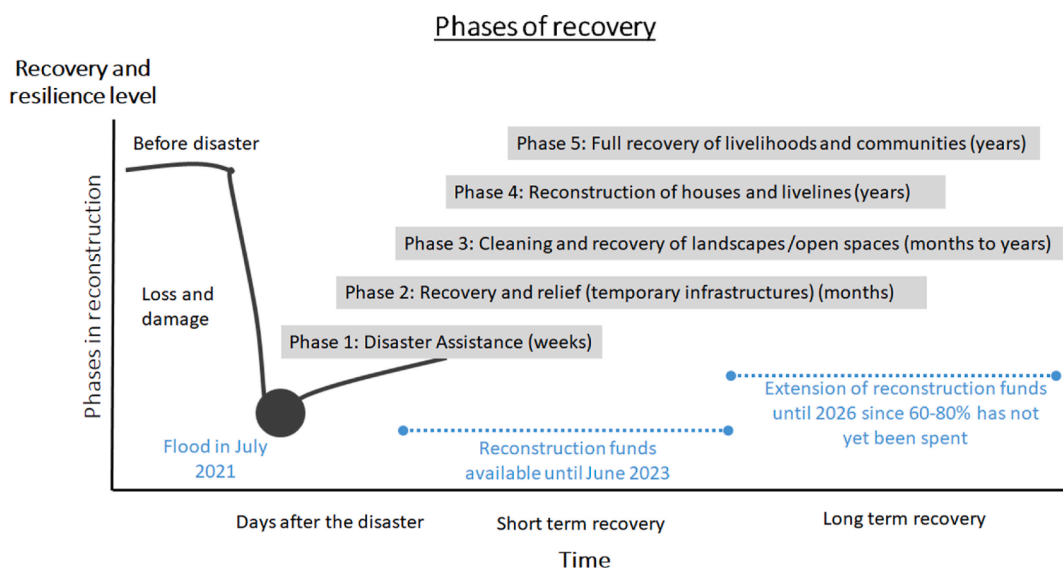 Phases of recovery
Recovery and
resilience level
Phases in reconstruction
Before disaster
Phase 5: Full recovery of livelihoods and communities (years)
Phase 4: Reconstruction of houses and livelines (years)
Phase 3: Cleaning and recovery of landscapes/open spaces (months to years)
Loss and
damage
Phase 2: Recovery and relief (temporary infrastructures) (months)
Phase 1: Disaster Assistance (weeks)
Flood in July
2021
Reconstruction funds
available until June 2023
Extension of reconstruction funds
until 2026 since 60-80% has not
yet been spent
Days after the disaster
Short term recovery
Long term recovery
Time